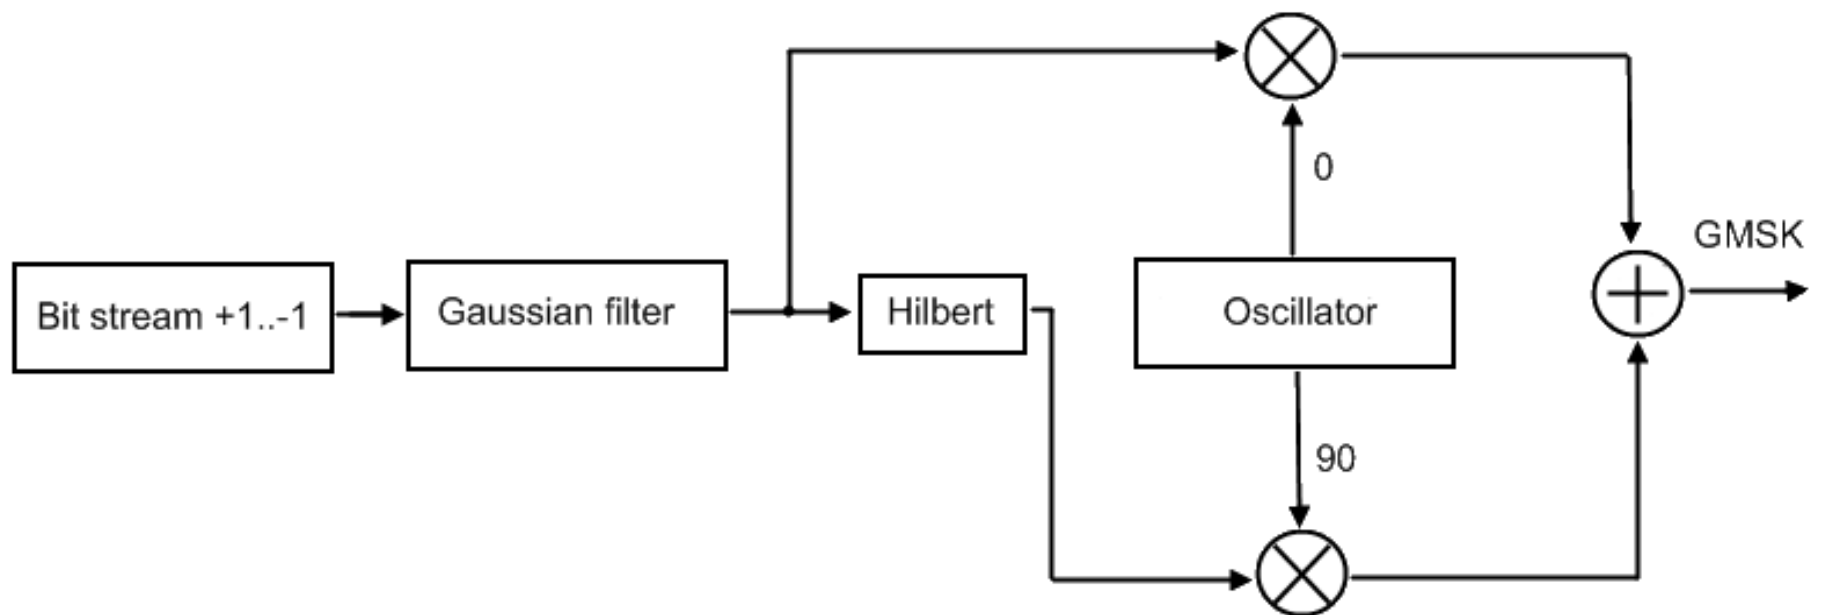 Bit stream +1..-1
Gaussian filter
Hilbert
Oscillator
0
90
GMSK